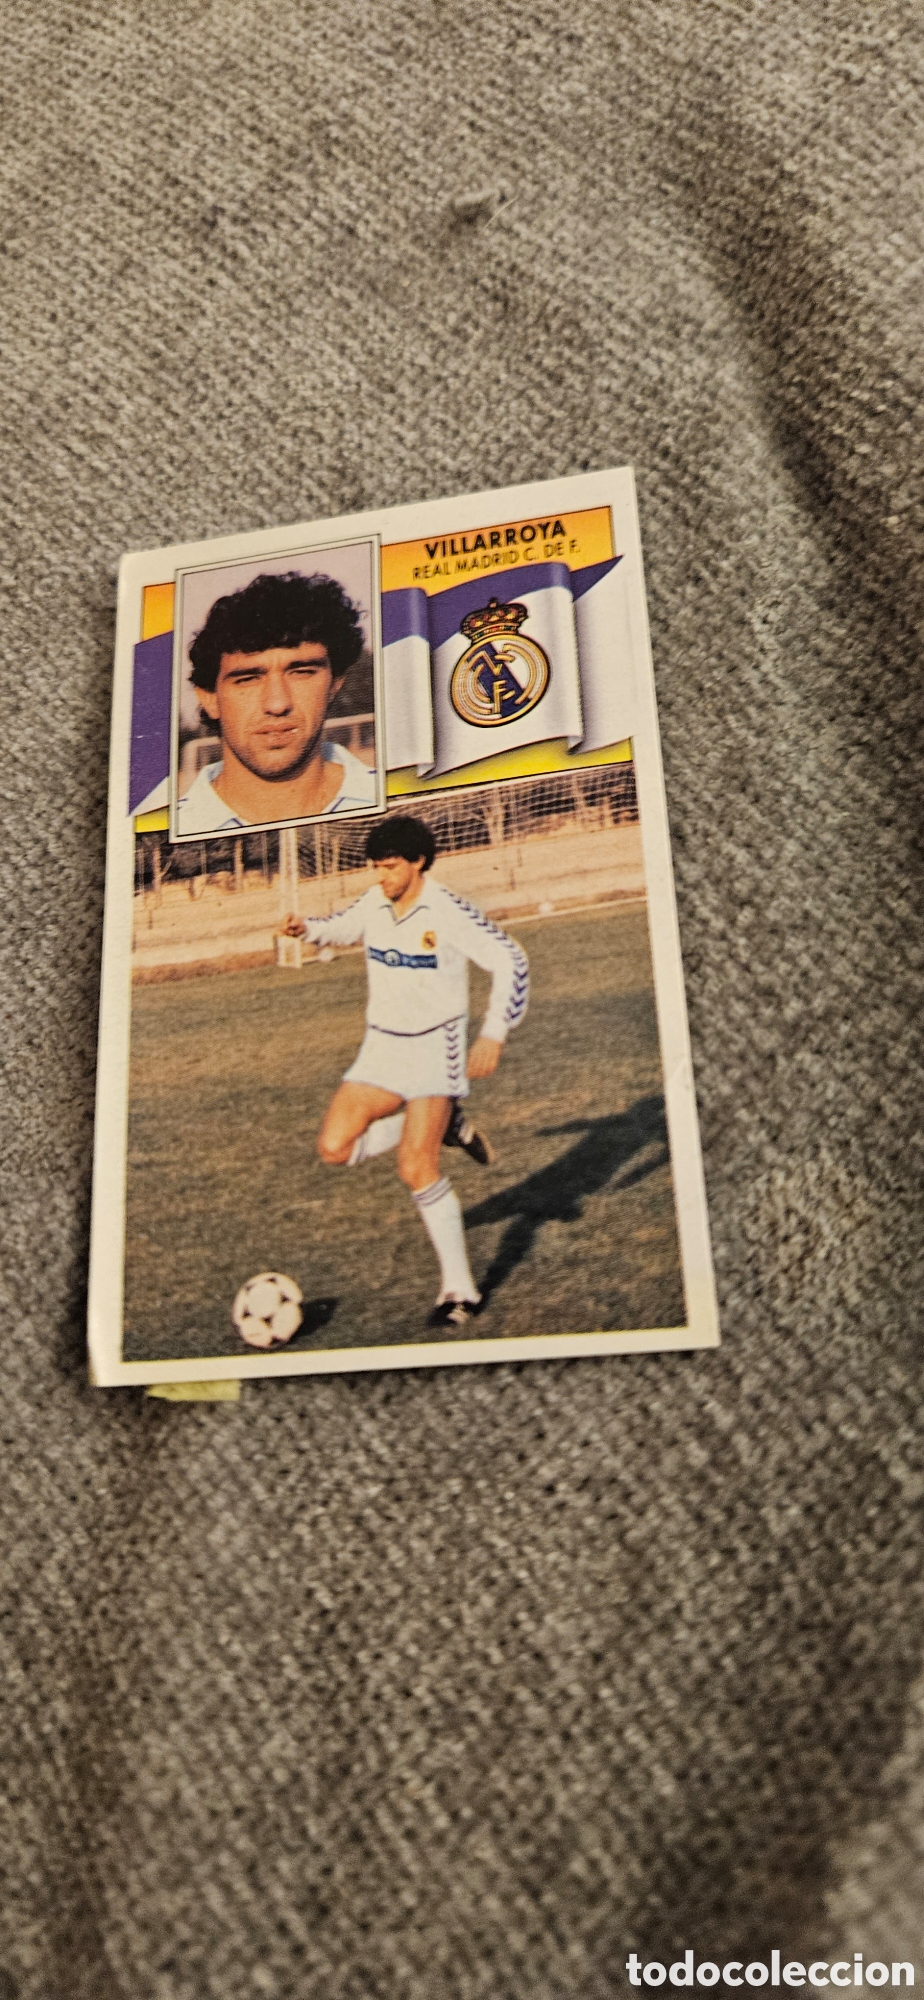 VILLARROYA
REAL MADRID C. DE F.
todocoleccion